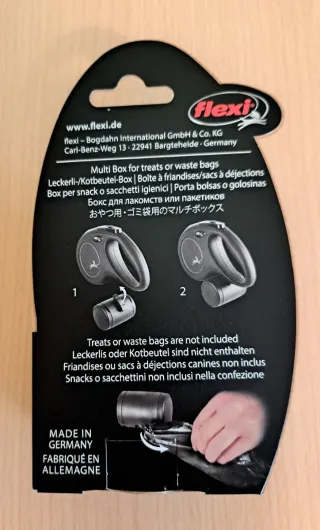 flexi
www.flexi.de
flexi – Bogdahn International GmbH & Co. KG
Carl-Benz-Weg 13 · 22941 Bargteheide · Germany
Multi Box for treats or waste bags
Leckerli-/Kotbeutel-Box | Boîte à friandises/sacs à déjections
Box per snack o sacchetti igienici | Porta bolsas o golosinas
Бокс для лакомств или пакетиков
おやつ用・ゴミ袋用のマルチボックス
1
2
Treats or waste bags are not included
Leckerlis oder Kotbeutel sind nicht enthalten
Friandises ou sacs à déjections canines non inclus
Snacks o sacchettini non inclusi nella confezione
MADE IN
GERMANY
FABRIQUÉ EN
ALLEMAGNE